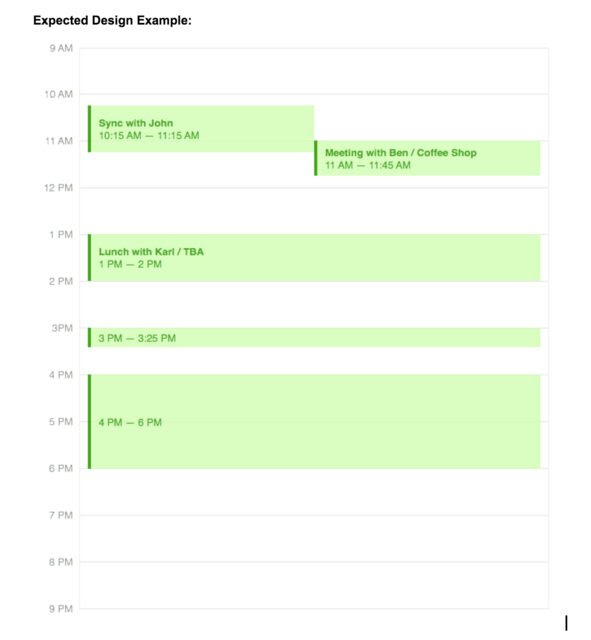 Expected Design Example:
9 AM
10 AM
Sync with John
10:15 AM — 11:15 AM
11 AM
Meeting with Ben / Coffee Shop
11 AM — 11:45 AM
12 PM
1 PM
Lunch with Karl / TBA
1 PM — 2 PM
2 PM
3PM
3 PM — 3:25 PM
4 PM
5 PM
4 PM — 6 PM
6 PM
7 PM
8 PM
9 PM